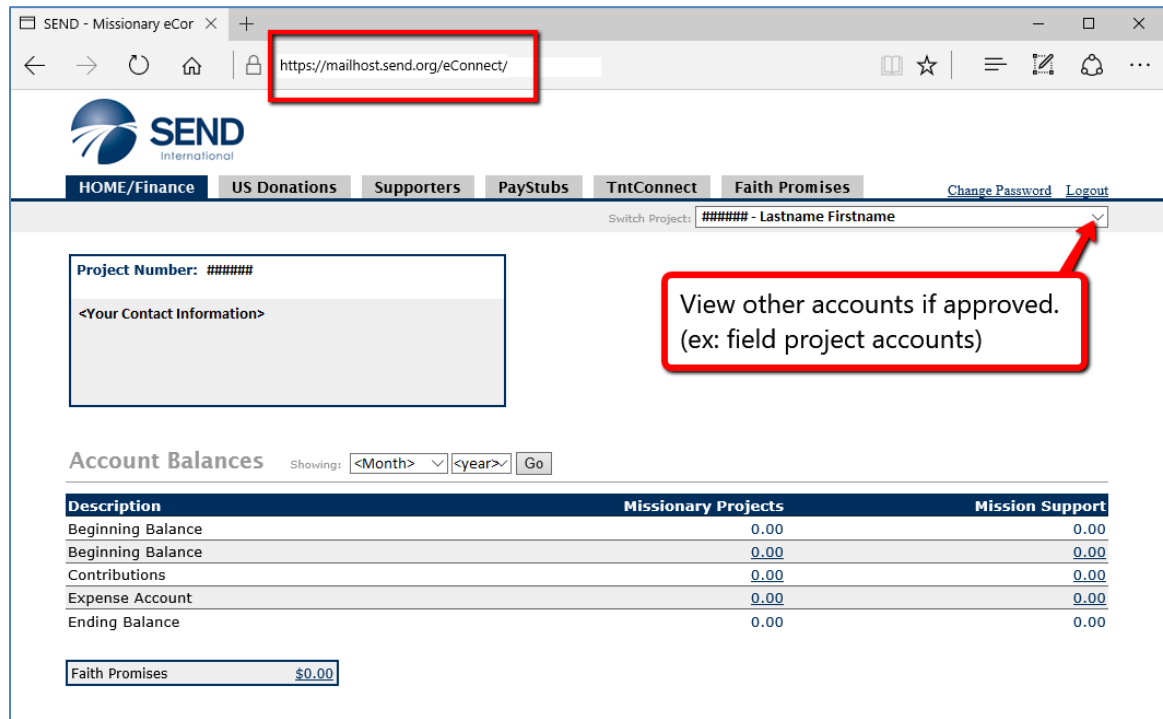 SEND - Missionary eCor
https://mailhost.send.org/eConnect/
SEND
International
HOME/Finance US Donations Supporters PayStubs TntConnect Faith Promises Change Password Logout
Switch Project: ###### - Lastname Firstname
Project Number: ######
<Your Contact Information>
View other accounts if approved.
(ex: field project accounts)
Account Balances Showing: <Month> <year> Go
Description Missionary Projects Mission Support
Beginning Balance 0.00 0.00
Beginning Balance 0.00 0.00
Contributions 0.00 0.00
Expense Account 0.00 0.00
Ending Balance 0.00 0.00
Faith Promises $0.00